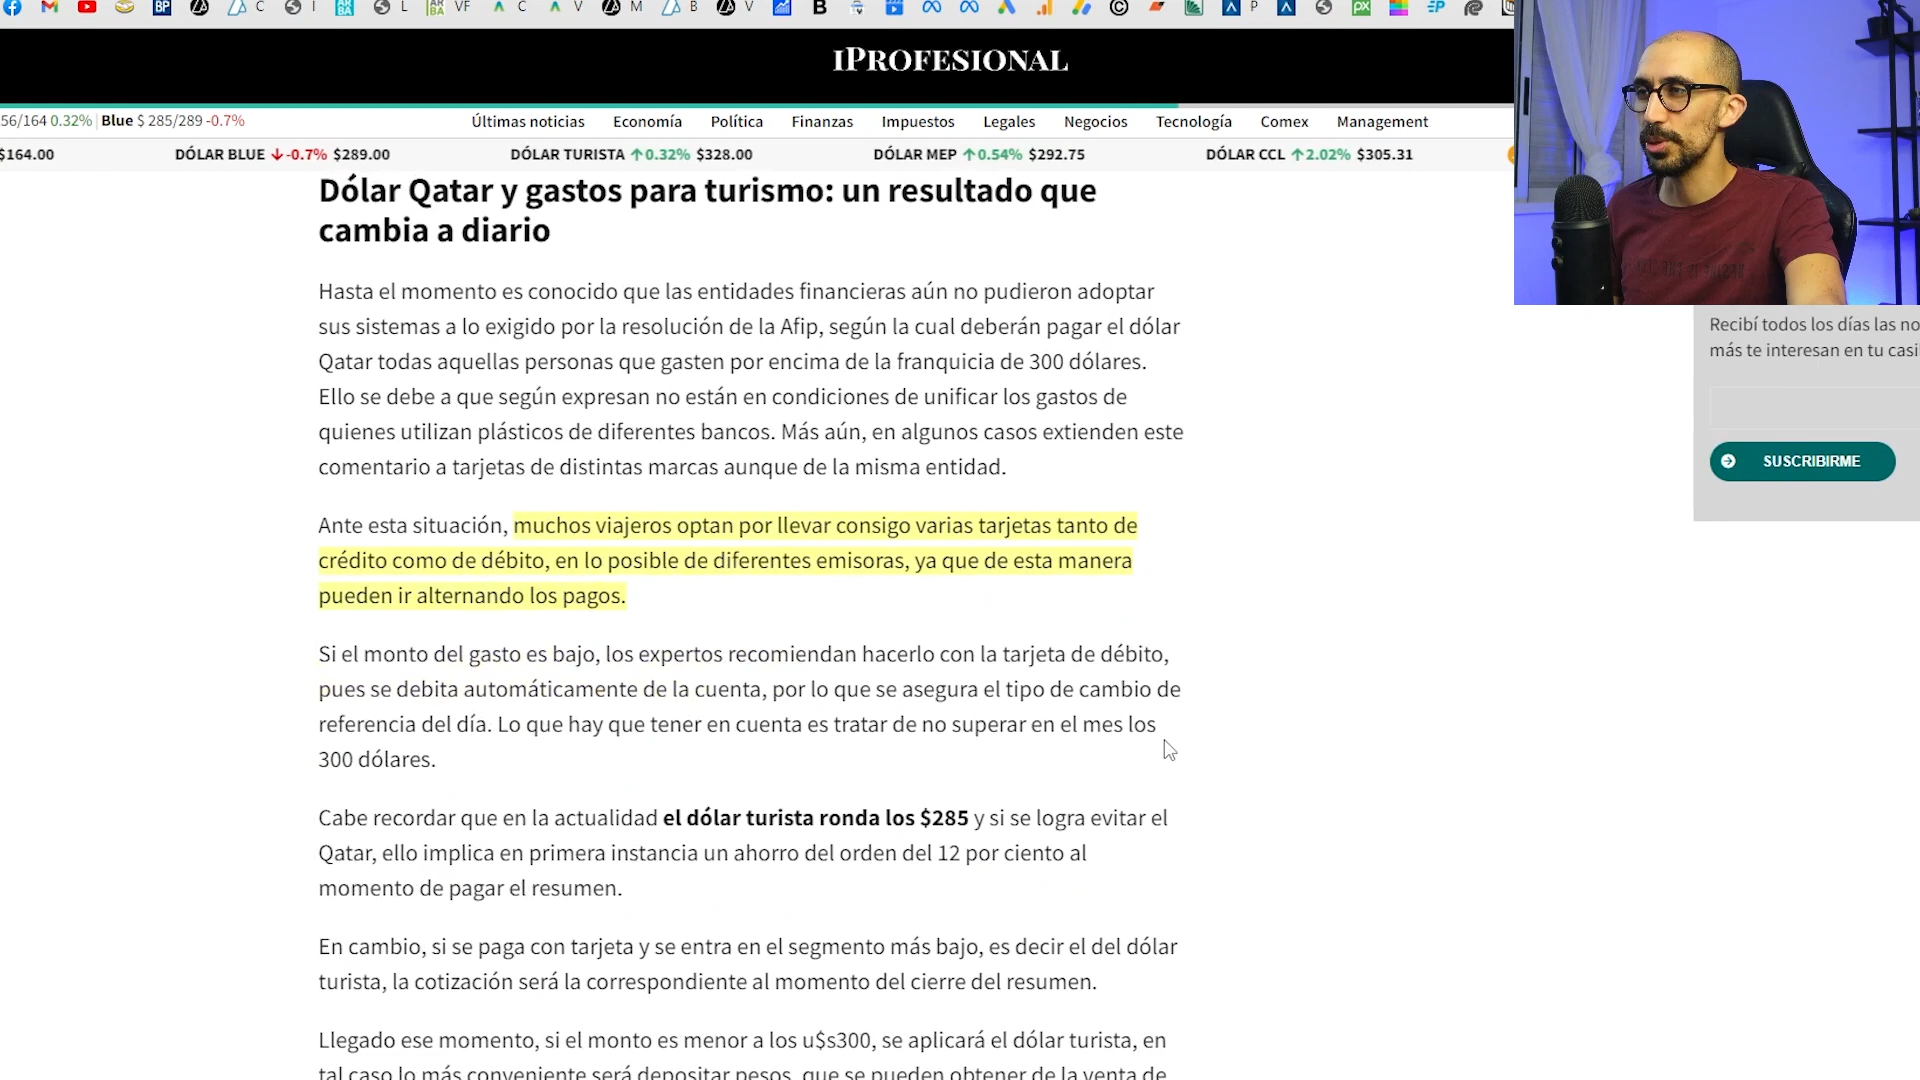 C I L VF C V M B V B P
IPROFESIONAL
56/164 0.32% | Blue $ 285/289 -0.7%
Últimas noticias Economía Política Finanzas Impuestos Legales Negocios Tecnología Comex Management
$164.00 DÓLAR BLUE -0.7% $289.00 DÓLAR TURISTA 0.32% $328.00 DÓLAR MEP 0.54% $292.75 DÓLAR CCL 2.02% $305.31
Dólar Qatar y gastos para turismo: un resultado que
cambia a diario
Hasta el momento es conocido que las entidades financieras aún no pudieron adoptar
sus sistemas a lo exigido por la resolución de la Afip, según la cual deberán pagar el dólar
Qatar todas aquellas personas que gasten por encima de la franquicia de 300 dólares.
Ello se debe a que según expresan no están en condiciones de unificar los gastos de
quienes utilizan plásticos de diferentes bancos. Más aún, en algunos casos extienden este
comentario a tarjetas de distintas marcas aunque de la misma entidad.
Ante esta situación, muchos viajeros optan por llevar consigo varias tarjetas tanto de
crédito como de débito, en lo posible de diferentes emisoras, ya que de esta manera
pueden ir alternando los pagos.
Si el monto del gasto es bajo, los expertos recomiendan hacerlo con la tarjeta de débito,
pues se debita automáticamente de la cuenta, por lo que se asegura el tipo de cambio de
referencia del día. Lo que hay que tener en cuenta es tratar de no superar en el mes los
300 dólares.
Cabe recordar que en la actualidad el dólar turista ronda los $285 y si se logra evitar el
Qatar, ello implica en primera instancia un ahorro del orden del 12 por ciento al
momento de pagar el resumen.
En cambio, si se paga con tarjeta y se entra en el segmento más bajo, es decir el del dólar
turista, la cotización será la correspondiente al momento del cierre del resumen.
Llegado ese momento, si el monto es menor a los u$s300, se aplicará el dólar turista, en
tal caso lo más conveniente será depositar pesos, que se pueden obtener de la venta de
Recibí todos los días las no
más te interesan en tu casi
SUSCRIBIRME